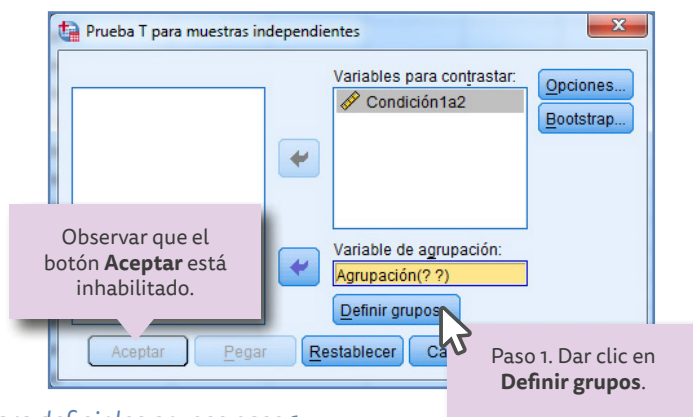 Prueba T para muestras independientes
Variables para contrastar:
Condición1a2
Opciones...
Bootstrap...
Observar que el
botón Aceptar está
inhabilitado.
Variable de agrupación:
Agrupación(? ?)
Definir grupos
Aceptar
Pegar
Restablecer
Paso 1. Dar clic en
Definir grupos.